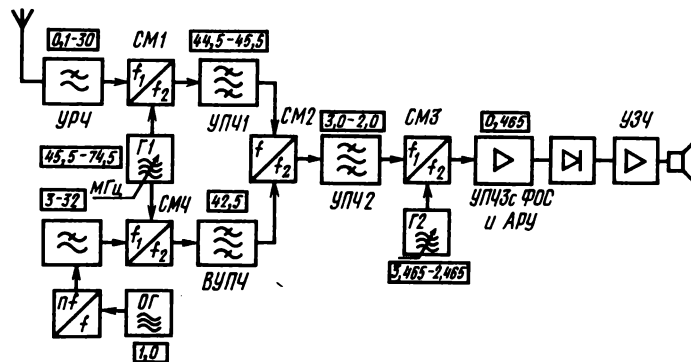 0,1-30
СМ1
44,5-45,5
f1
f2
УРЧ
УПЧ1
СМ2
3,0-2,0
СМ3
0,465
УЗЧ
45,5-74,5
Г1
МГц
f
f2
f1
f2
3-32
СМ4
42,5
УПЧ2
УПЧ3с ФОС
и АРУ
f1
f2
Г2
ВУПЧ
3,465-2,465
nf
f
ОГ
1,0